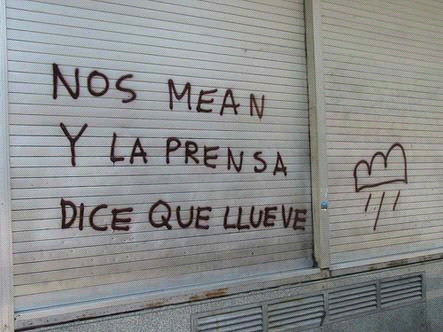 NOS MEAN
Y LA PRENSA
DICE QUE LLUEVE